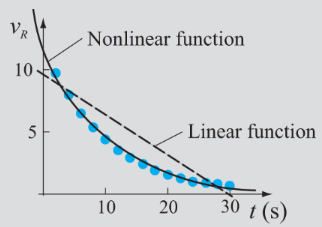 v_R
Nonlinear function
10
5
Linear function
10 20 30 t (s)